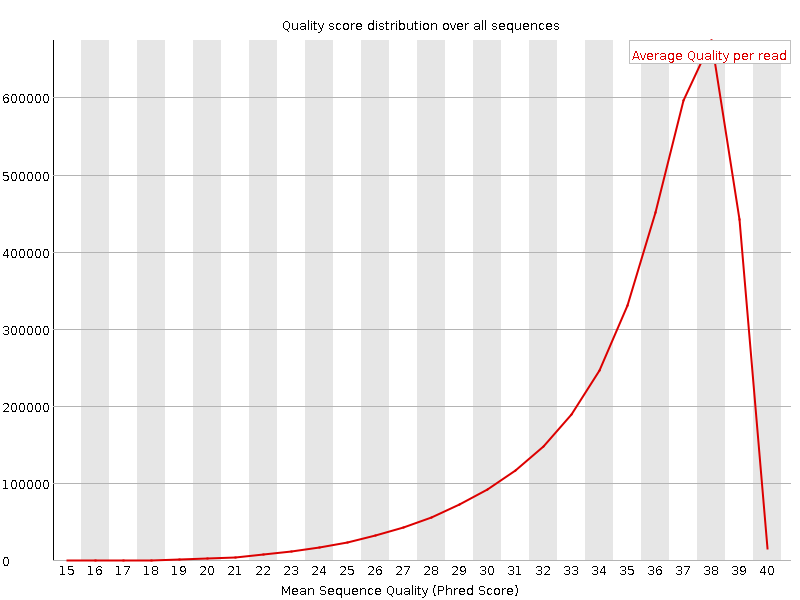 Quality score distribution over all sequences
Average Quality per read
600000
500000
400000
300000
200000
100000
0
15 16 17 18 19 20 21 22 23 24 25 26 27 28 29 30 31 32 33 34 35 36 37 38 39 40
Mean Sequence Quality (Phred Score)